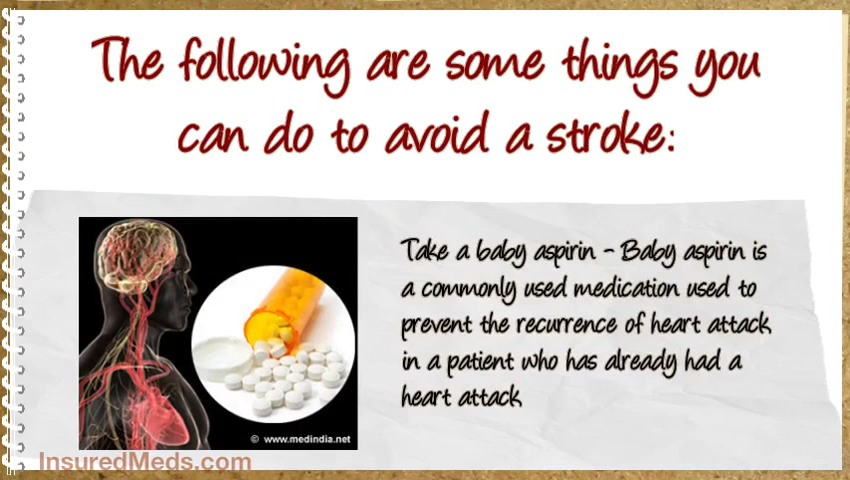 The following are some things you
can do to avoid a stroke:
Take a baby aspirin - Baby aspirin is
a commonly used medication used to
prevent the recurrence of heart attack
in a patient who has already had a
heart attack
© www.medindia.net
InsuredMeds.com